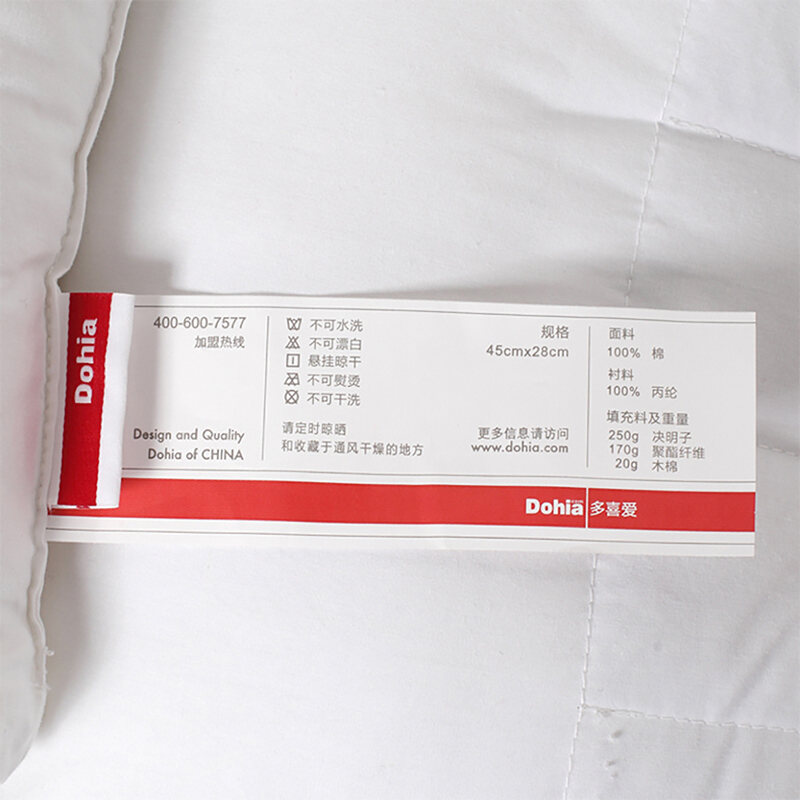 Dohia
400-600-7577
加盟热线
Design and Quality
Dohia of CHINA
不可水洗
不可漂白
悬挂晾干
不可熨烫
不可干洗
请定时晾晒
和收藏于通风干燥的地方
规格
45cmx28cm
更多信息请访问
www.dohia.com
面料
100% 棉
衬料
100% 丙纶
填充料及重量
250g 决明子
170g 聚酯纤维
20g 木棉
Dohia 多喜爱